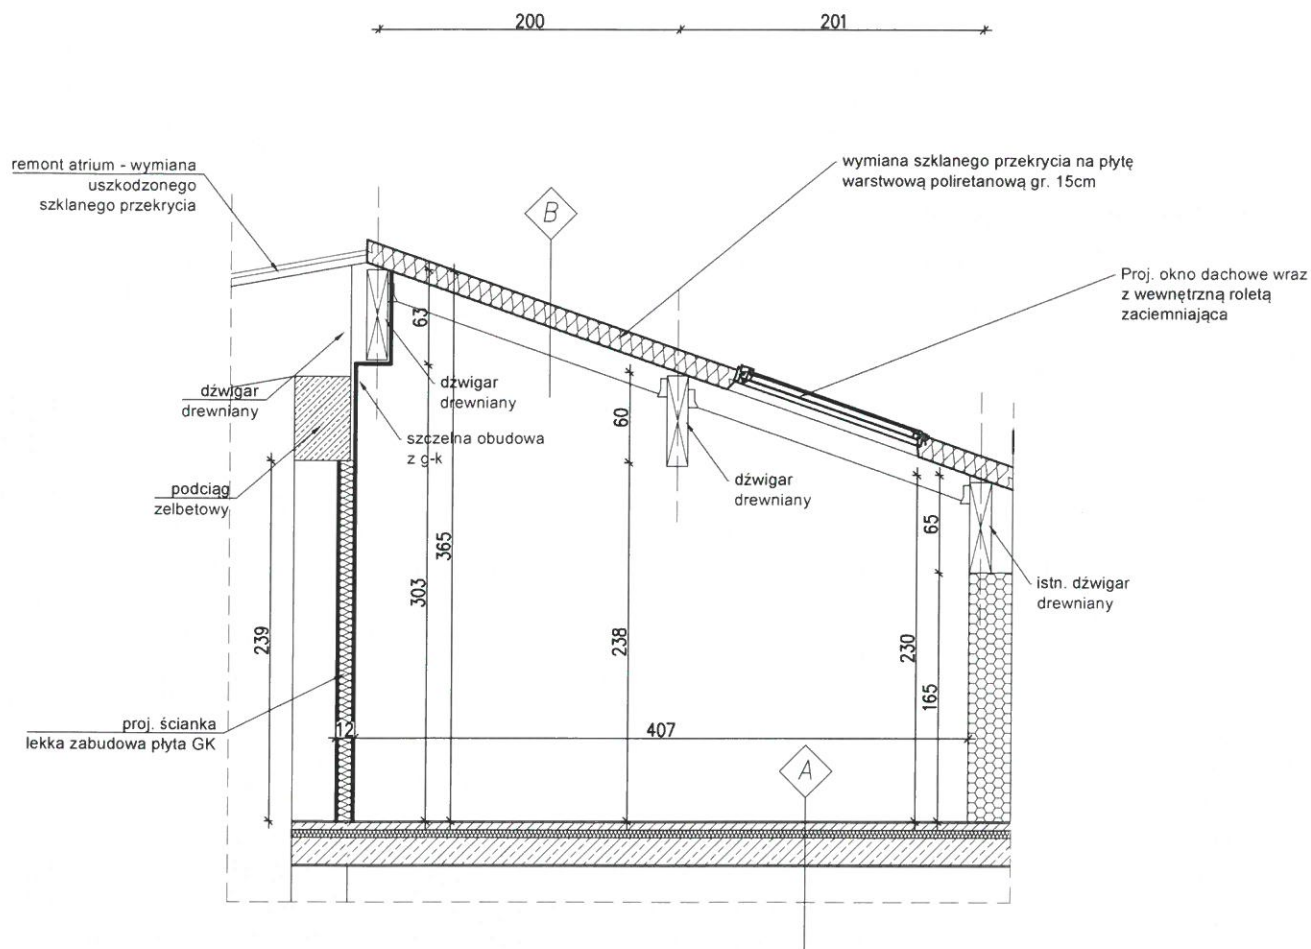 200
201
remont atrium - wymiana
uszkodzonego
szklanego przekrycia
wymiana szklanego przekrycia na płytę
warstwową poliretanową gr. 15cm
B
Proj. okno dachowe wraz
z wewnętrzną roletą
zaciemniająca
63
dźwigar
drewniany
dźwigar
drewniany
60
szczelna obudowa
z g-k
dźwigar
drewniany
podciąg
zelbetowy
65
365
303
istn. dźwigar
drewniany
239
238
230
165
proj. ścianka
lekka zabudowa płyta GK
12
407
A